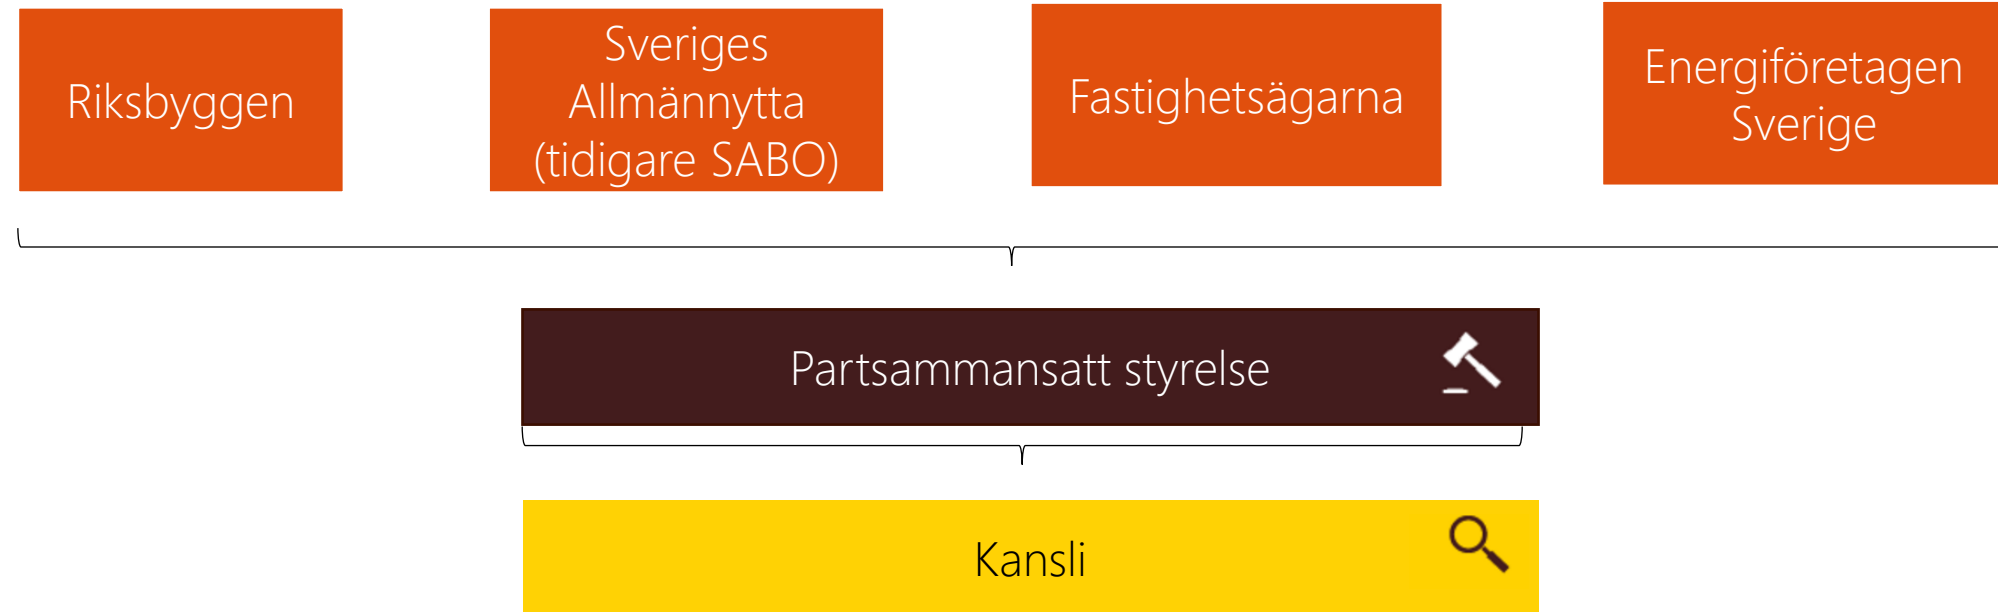 Riksbyggen
Sveriges
Allmännytta
(tidigare SABO)
Fastighetsägarna
Energiföretagen
Sverige
Partsammansatt styrelse
Kansli